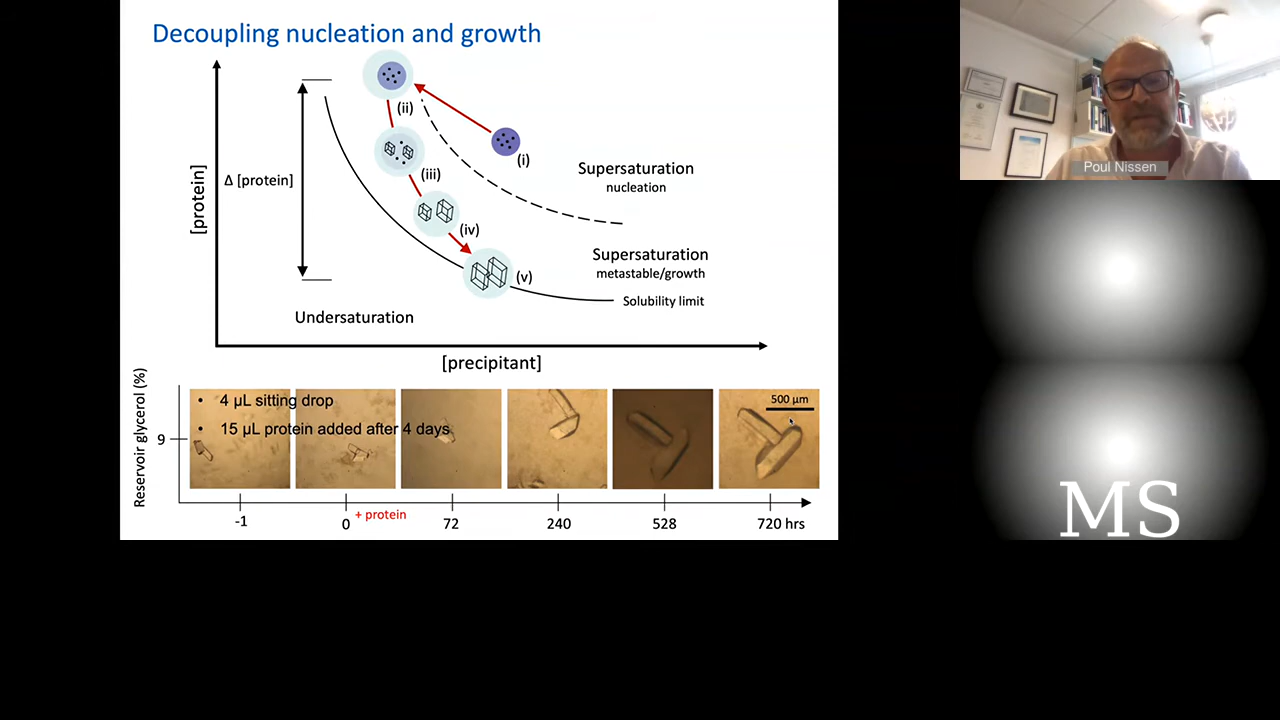 Decoupling nucleation and growth
[protein]
Δ [protein]
(ii)
(i)
(iii)
(iv)
(v)
Supersaturation
nucleation
Supersaturation
metastable/growth
Solubility limit
Undersaturation
[precipitant]
Reservoir glycerol (%)
9
• 4 µL sitting drop
• 15 µL protein added after 4 days
500 µm
-1
0
+ protein
72
240
528
720 hrs
Poul Nissen
MS